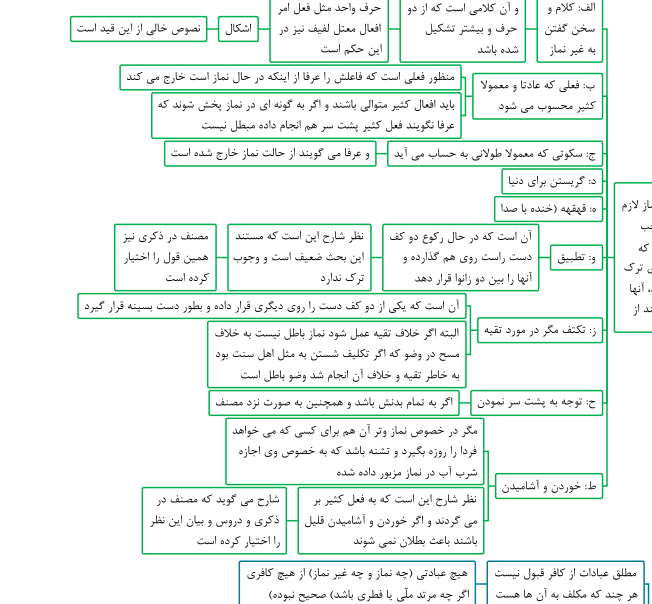 الف: کلام و
سخن گفتن
به غیر نماز
و آن کلامی است که از دو
حرف و بیشتر تشکیل
شده باشد
حرف واحد مثل فعل امر
افعال معتل لفیف نیز در
این حکم است
اشکال
نصوص خالی از این قید است
ب: فعلی که عادتا و معمولا
کثیر محسوب می شود
منظور فعلی است که فاعلش را عرفا از اینکه در حال نماز است خارج می کند
باید افعال کثیر متوالی باشند و اگر به گونه ای در نماز پخش شوند که
عرفا نگویند فعل کثیر پشت سر هم انجام داده مبطل نیست
ج: سکوتی که معمولا طولانی به حساب می آید
و عرفا می گویند از حالت نماز خارج شده است
د: گریستن برای دنیا
ه: قهقهه (خنده با صدا
و: تطبیق
آن است که در حال رکوع دو کف
دست راست روی هم گذارده و
آنها را بین دو زانوا قرار دهد
نظر شارح این است که مستند
این بحث ضعیف است و وجوب
ترک ندارد
مصنف در ذکری نیز
همین قول را اختیار
کرده است
ز: تکتف مگر در مورد تقیه
آن است که یکی از دو کف دست را روی دیگری قرار داده و بطور دست بسینه قرار گیرد
البته اگر خلاف تقیه عمل شود نماز باطل نیست به خلاف
مسح در وضو که اگر تکلیف شستن به مثل اهل سنت بود
به خاطر تقیه و خلاف آن انجام شد وضو باطل است
ح: توجه به پشت سر نمودن
اگر به تمام بدنش باشد و همچنین به صورت نزد مصنف
ط: خوردن و آشامیدن
مگر در خصوص نماز وتر آن هم برای کسی که می خواهد
فردا را روزه بگیرد و تشنه باشد که به خصوص وی اجازه
شرب آب در نماز مزبور داده شده
نظر شارح این است که به فعل کثیر بر
می گردند و اگر خوردن و آشامیدن قلیل
باشند باعث بطلان نمی شوند
شارح می گوید که مصنف در
ذکری و دروس و بیان این نظر
را اختیار کرده است
از لازم
که
ی ترک
آنها
ند از
مطلق عبادات از کافر قبول نیست
هر چند که مکلف به آن ها هست
هیچ عبادتی (چه نماز و چه غیر نماز) از هیچ کافری
اگر چه مرتد ملّی یا فطری باشد) صحیح نبوده)